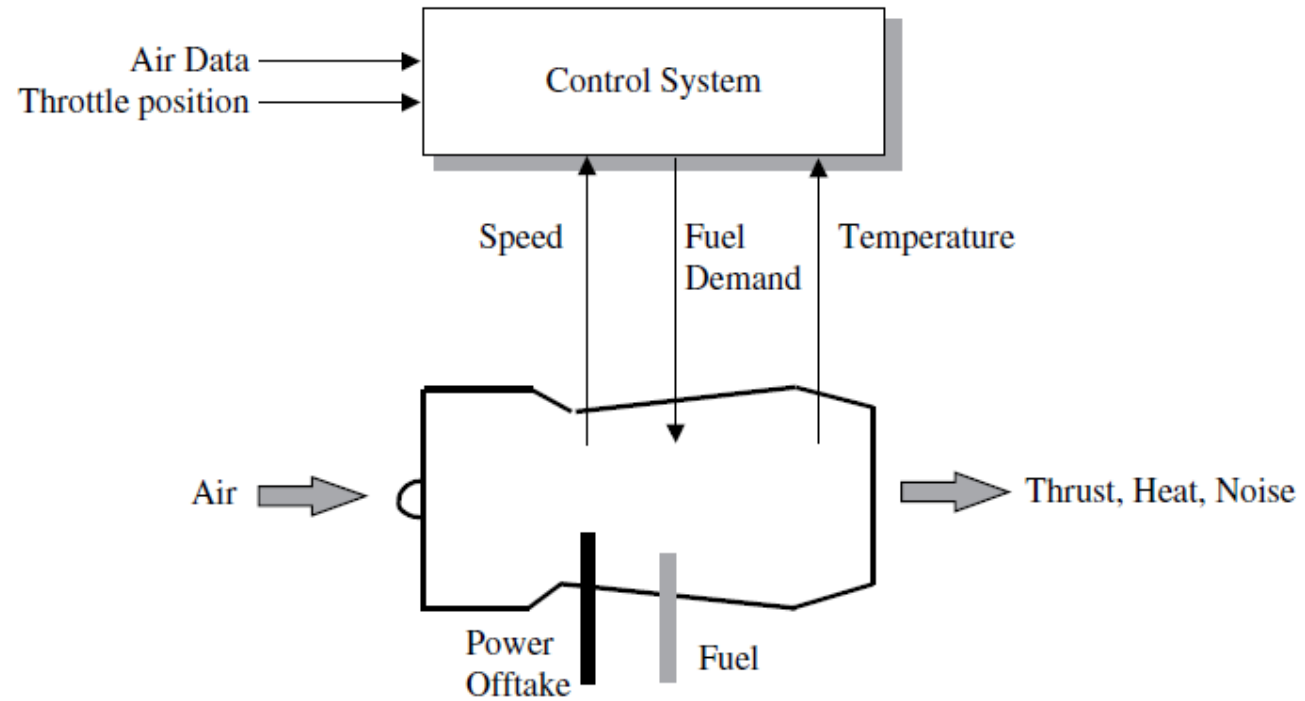 Air Data
Throttle position
Control System
Speed
Fuel
Demand
Temperature
Air
Thrust, Heat, Noise
Power
Offtake
Fuel